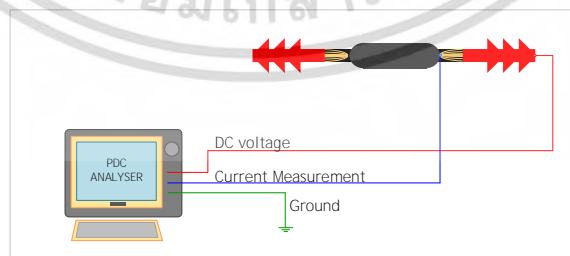 DC voltage
PDC
ANALYSER
Current Measurement
Ground